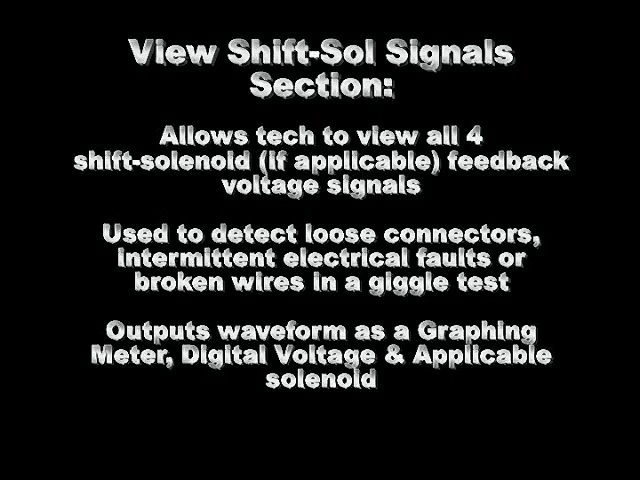 View Shift-Sol Signals
Section:
Allows tech to view all 4
shift-solenoid (if applicable) feedback
voltage signals
Used to detect loose connectors,
intermittent electrical faults or
broken wires in a giggle test
Outputs waveform as a Graphing
Meter, Digital Voltage & Applicable
solenoid